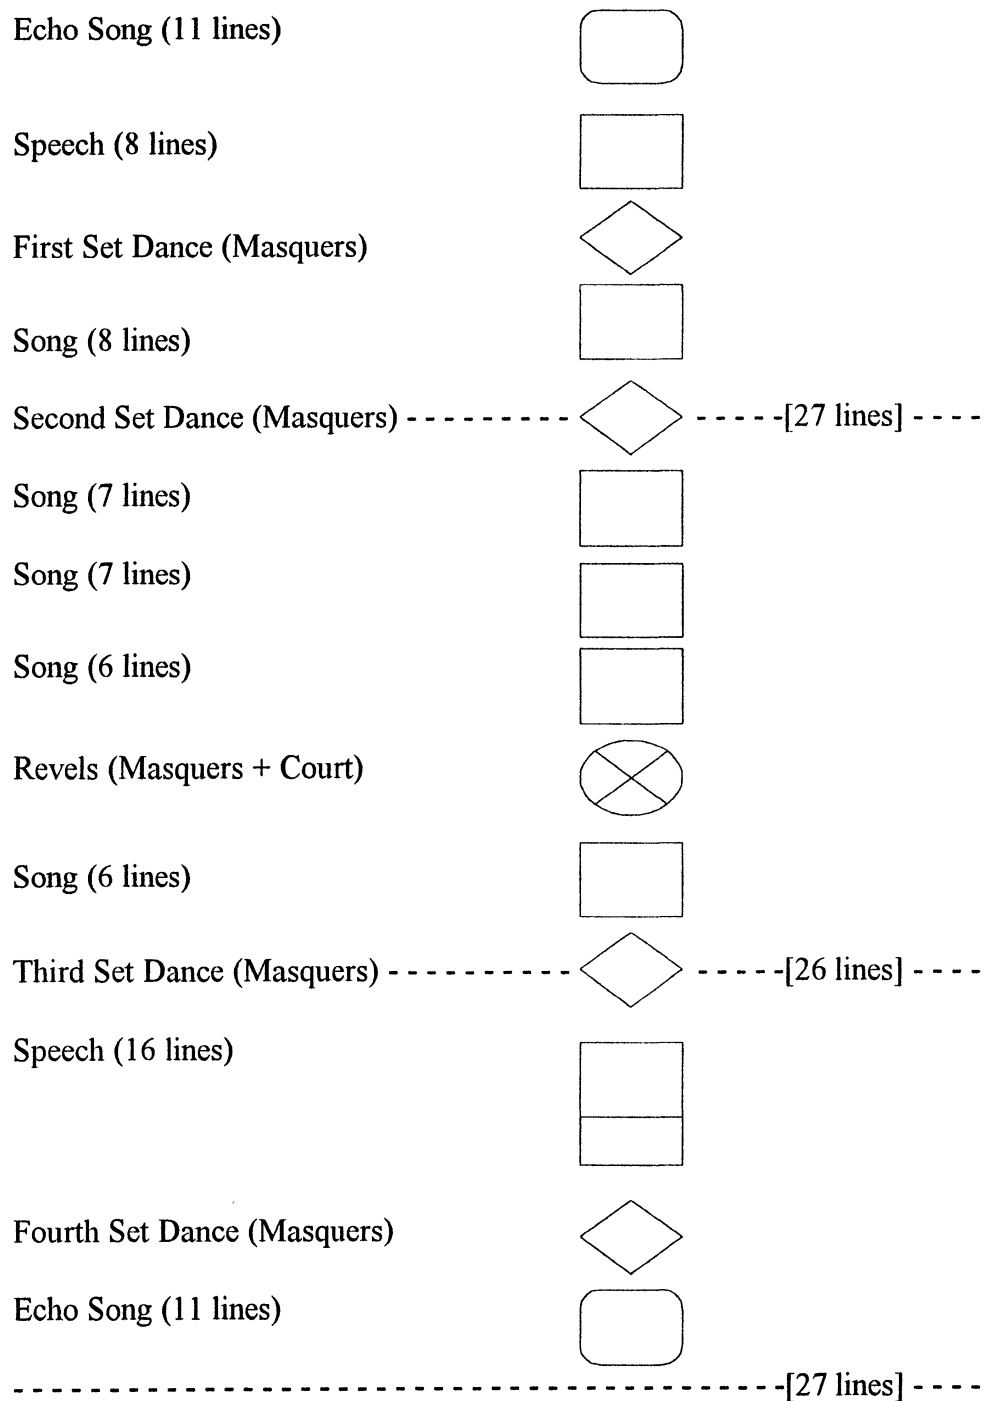 Echo Song (11 lines)
Speech (8 lines)
First Set Dance (Masquers)
Song (8 lines)
Second Set Dance (Masquers) - - - - - - - - - - - - - -[27 lines] - - - -
Song (7 lines)
Song (7 lines)
Song (6 lines)
Revels (Masquers + Court)
Song (6 lines)
Third Set Dance (Masquers) - - - - - - - - - - - - - - -[26 lines] - - - -
Speech (16 lines)
Fourth Set Dance (Masquers)
Echo Song (11 lines)
- - - - - - - - - - - - - - - - - - - - - - - - - - - - - - - - - - - - - - - -[27 lines] - - - -